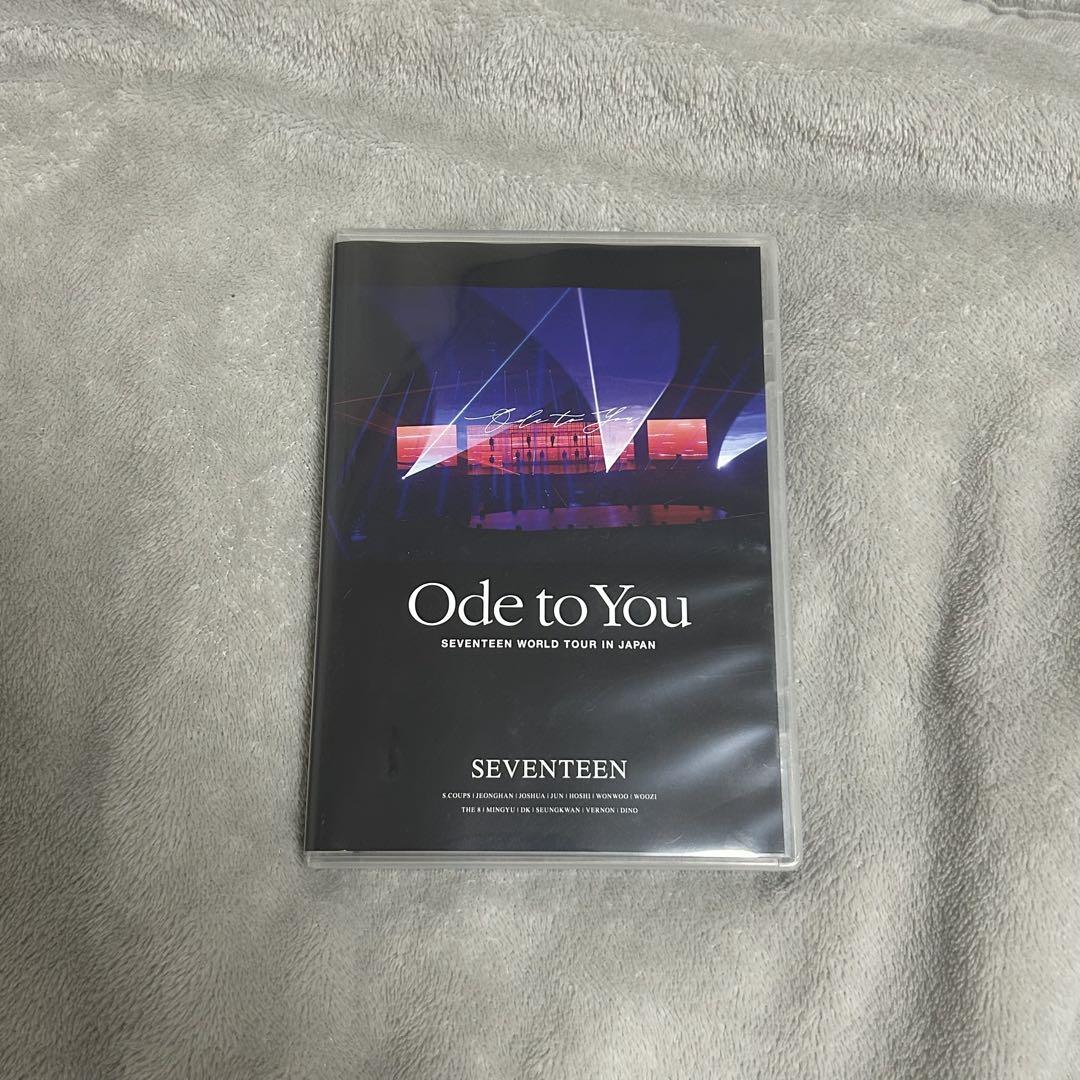 Ode to You
Ode to You
SEVENTEEN WORLD TOUR IN JAPAN
SEVENTEEN
S.COUPS | JEONGHAN | JOSHUA | JUN | HOSHI | WONWOO | WOOZI
THE 8 | MINGYU | DK | SEUNGKWAN | VERNON | DINO